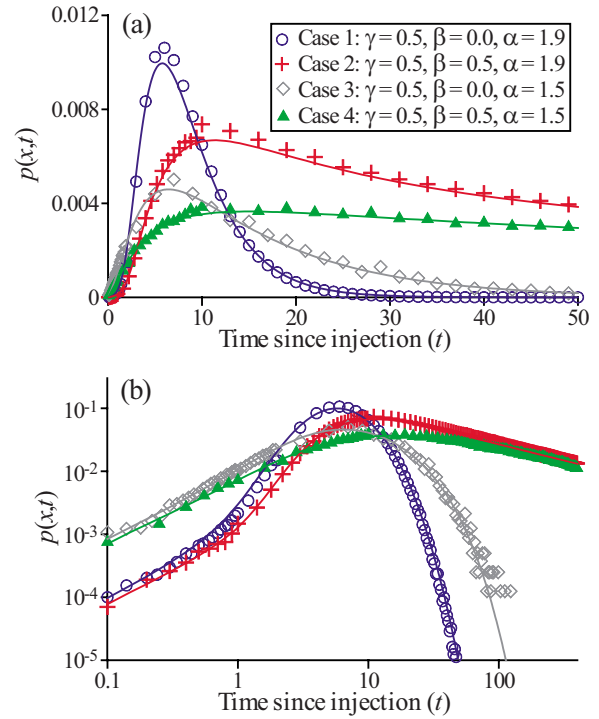 (a)
Case 1: γ = 0.5, β = 0.0, α = 1.9
Case 2: γ = 0.5, β = 0.5, α = 1.9
Case 3: γ = 0.5, β = 0.0, α = 1.5
Case 4: γ = 0.5, β = 0.5, α = 1.5
0.012
0.008
0.004
0
p(x,t)
0 10 20 30 40 50
Time since injection (t)
(b)
10^-1
10^-2
10^-3
10^-4
10^-5
p(x,t)
0.1 1 10 100
Time since injection (t)